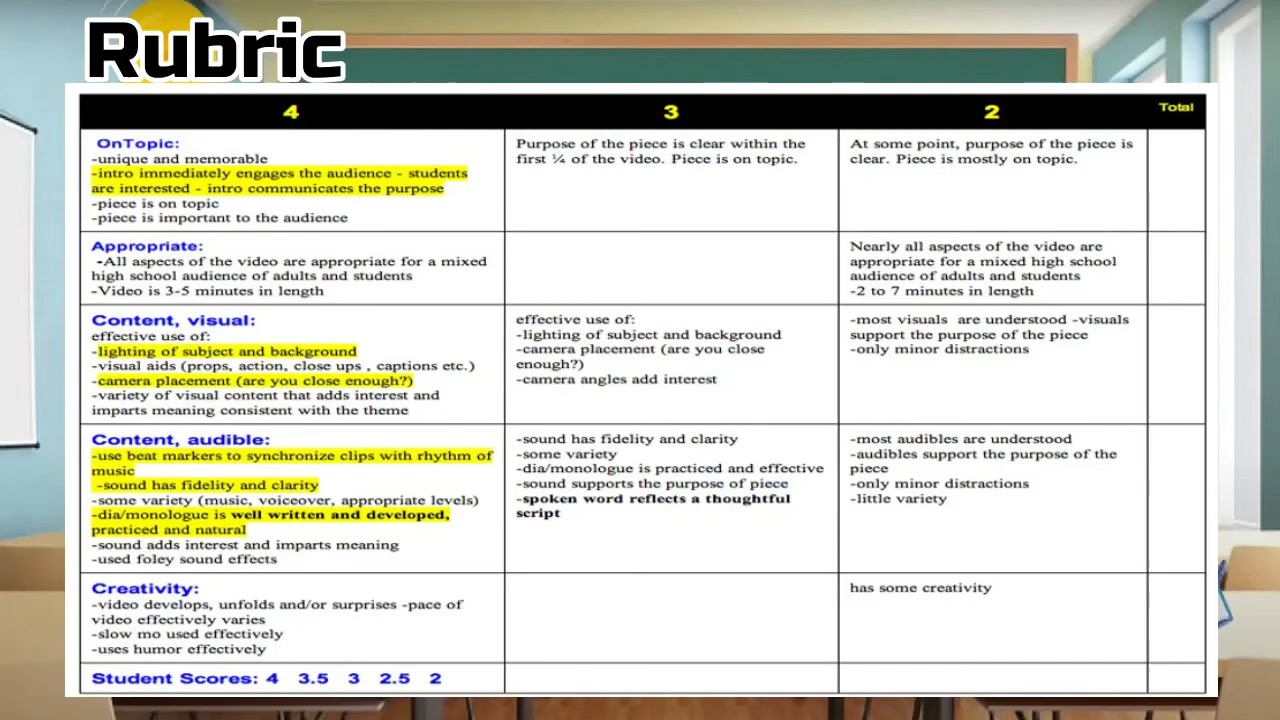 Rubric
4 3 2 Total
OnTopic:
-unique and memorable
-intro immediately engages the audience - students
are interested - intro communicates the purpose
-piece is on topic
-piece is important to the audience
Purpose of the piece is clear within the
first ¼ of the video. Piece is on topic.
At some point, purpose of the piece is
clear. Piece is mostly on topic.
Appropriate:
-All aspects of the video are appropriate for a mixed
high school audience of adults and students
-Video is 3-5 minutes in length
Nearly all aspects of the video are
appropriate for a mixed high school
audience of adults and students
-2 to 7 minutes in length
Content, visual:
effective use of:
-lighting of subject and background
-visual aids (props, action, close ups , captions etc.)
-camera placement (are you close enough?)
-variety of visual content that adds interest and
imparts meaning consistent with the theme
effective use of:
-lighting of subject and background
-camera placement (are you close
enough?)
-camera angles add interest
-most visuals  are understood -visuals
support the purpose of the piece
-only minor distractions
Content, audible:
-use beat markers to synchronize clips with rhythm of
music
-sound has fidelity and clarity
-some variety (music, voiceover, appropriate levels)
-dia/monologue is well written and developed,
practiced and natural
-sound adds interest and imparts meaning
-used foley sound effects
-sound has fidelity and clarity
-some variety
-dia/monologue is practiced and effective
-sound supports the purpose of piece
-spoken word reflects a thoughtful
script
-most audibles are understood
-audibles support the purpose of the
piece
-only minor distractions
-little variety
Creativity:
-video develops, unfolds and/or surprises -pace of
video effectively varies
-slow mo used effectively
-uses humor effectively
has some creativity
Student Scores: 4 3.5 3 2.5 2